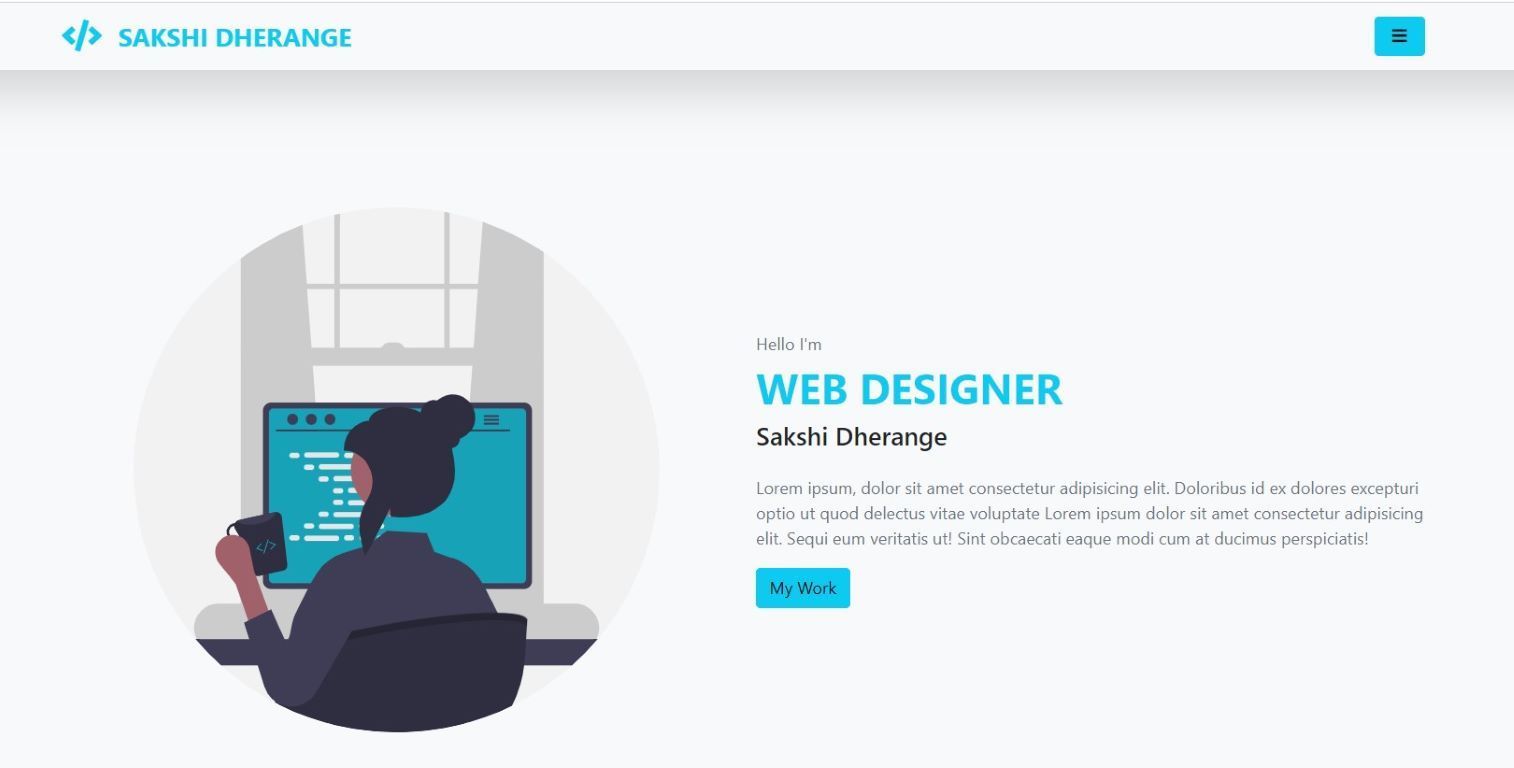 </> SAKSHI DHERANGE
Hello I'm
WEB DESIGNER
Sakshi Dherange
Lorem ipsum, dolor sit amet consectetur adipisicing elit. Doloribus id ex dolores excepturi
optio ut quod delectus vitae voluptate Lorem ipsum dolor sit amet consectetur adipisicing
elit. Sequi eum veritatis ut! Sint obcaecati eaque modi cum at ducimus perspiciatis!
</>
My Work